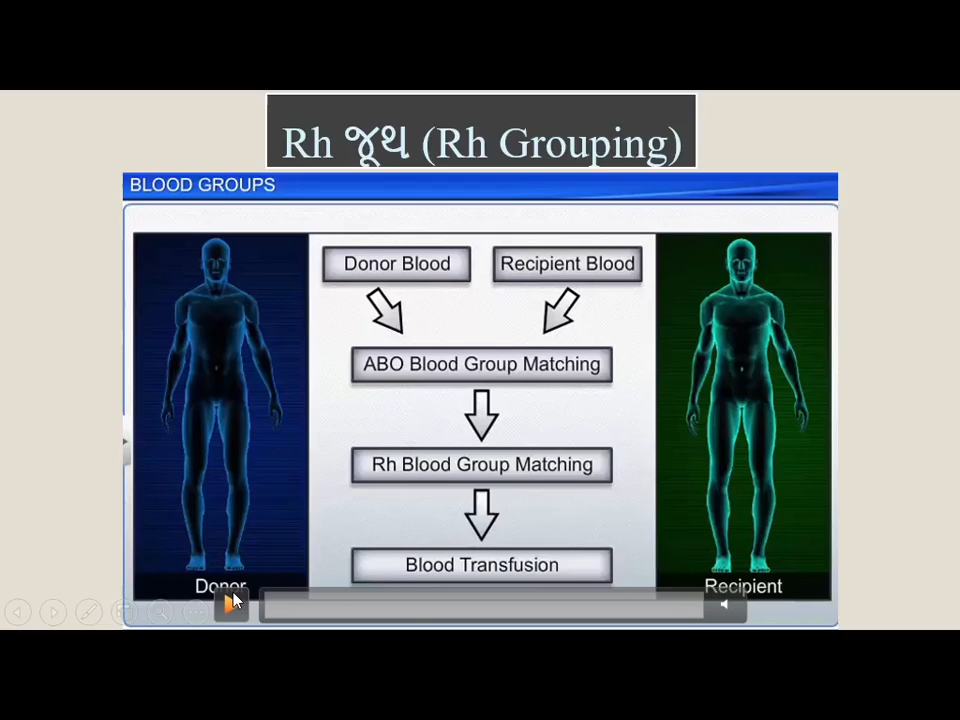 Rh જૂથ (Rh Grouping)
BLOOD GROUPS
Donor Blood
Recipient Blood
ABO Blood Group Matching
Rh Blood Group Matching
Blood Transfusion
Donor
Recipient